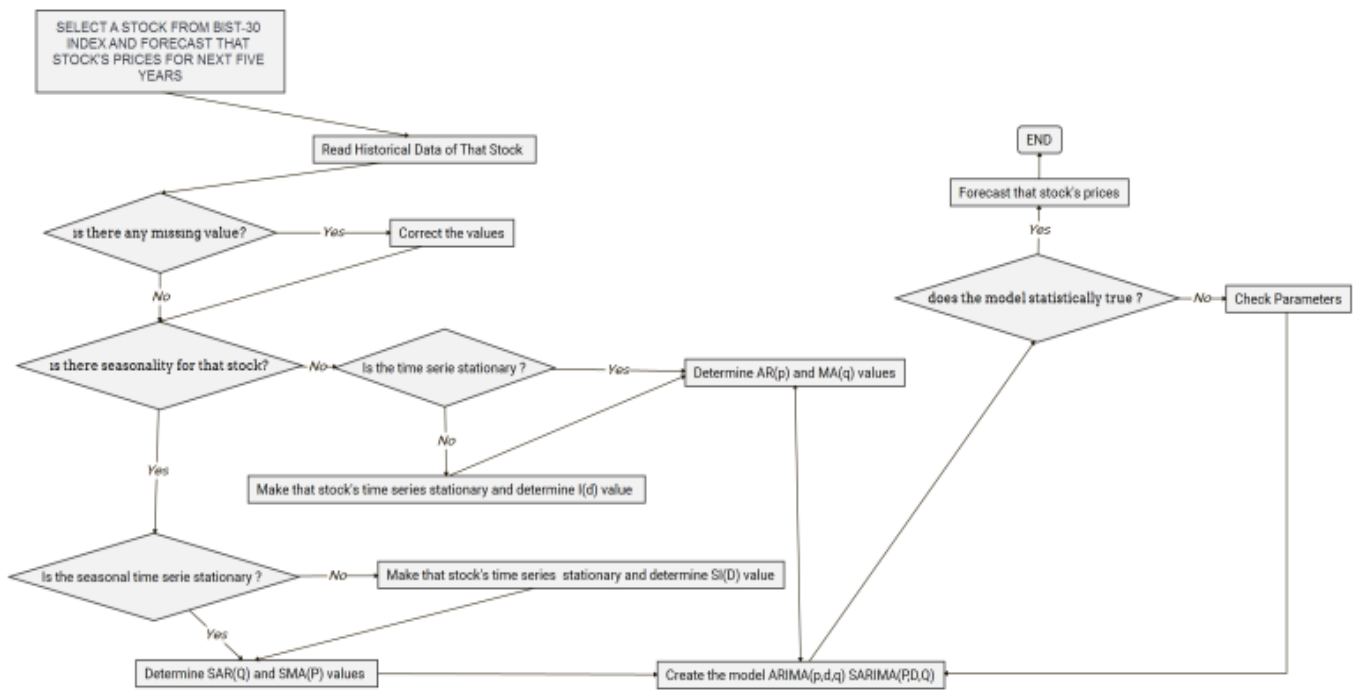 SELECT A STOCK FROM BIST-30
INDEX AND FORECAST THAT
STOCK'S PRICES FOR NEXT FIVE
YEARS
Read Historical Data of That Stock
is there any missing value?
Yes
Correct the values
No
is there seasonality for that stock?
No
Is the time serie stationary ?
Yes
Determine AR(p) and MA(q) values
No
Make that stock's time series stationary and determine I(d) value
Yes
Is the seasonal time serie stationary ?
No
Make that stock's time series stationary and determine SI(D) value
Yes
Determine SAR(Q) and SMA(P) values
Create the model ARIMA(p,d,q) SARIMA(P,D,Q)
does the model statistically true ?
No
Check Parameters
Yes
Forecast that stock's prices
END